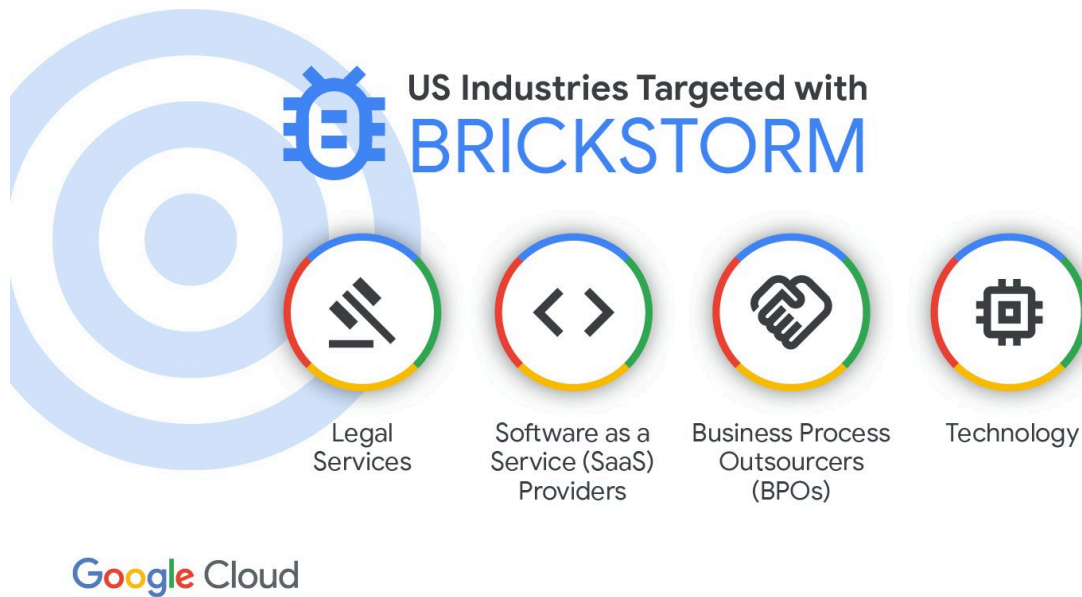 US Industries Targeted with
BRICKSTORM
Legal
Services
Software as a
Service (SaaS)
Providers
Business Process
Outsourcers
(BPOs)
Technology
Google Cloud